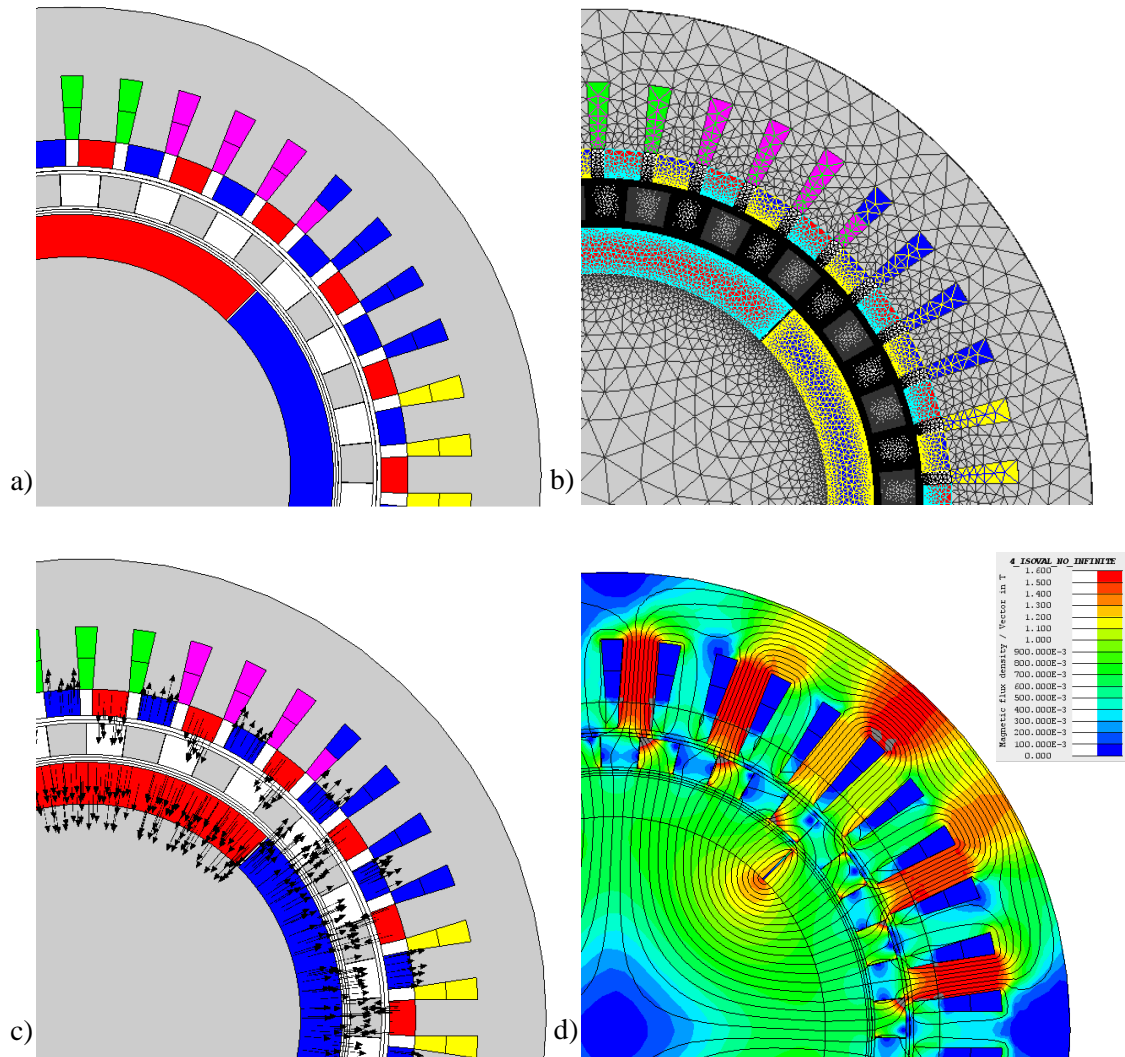 a)
b)
4_ISOVAL_NO_INFINITE
Magnetic flux density / Vector in T
1.600
1.500
1.400
1.300
1.200
1.100
1.000
900.000E-3
800.000E-3
700.000E-3
600.000E-3
500.000E-3
400.000E-3
300.000E-3
200.000E-3
100.000E-3
0.000
c)
d)